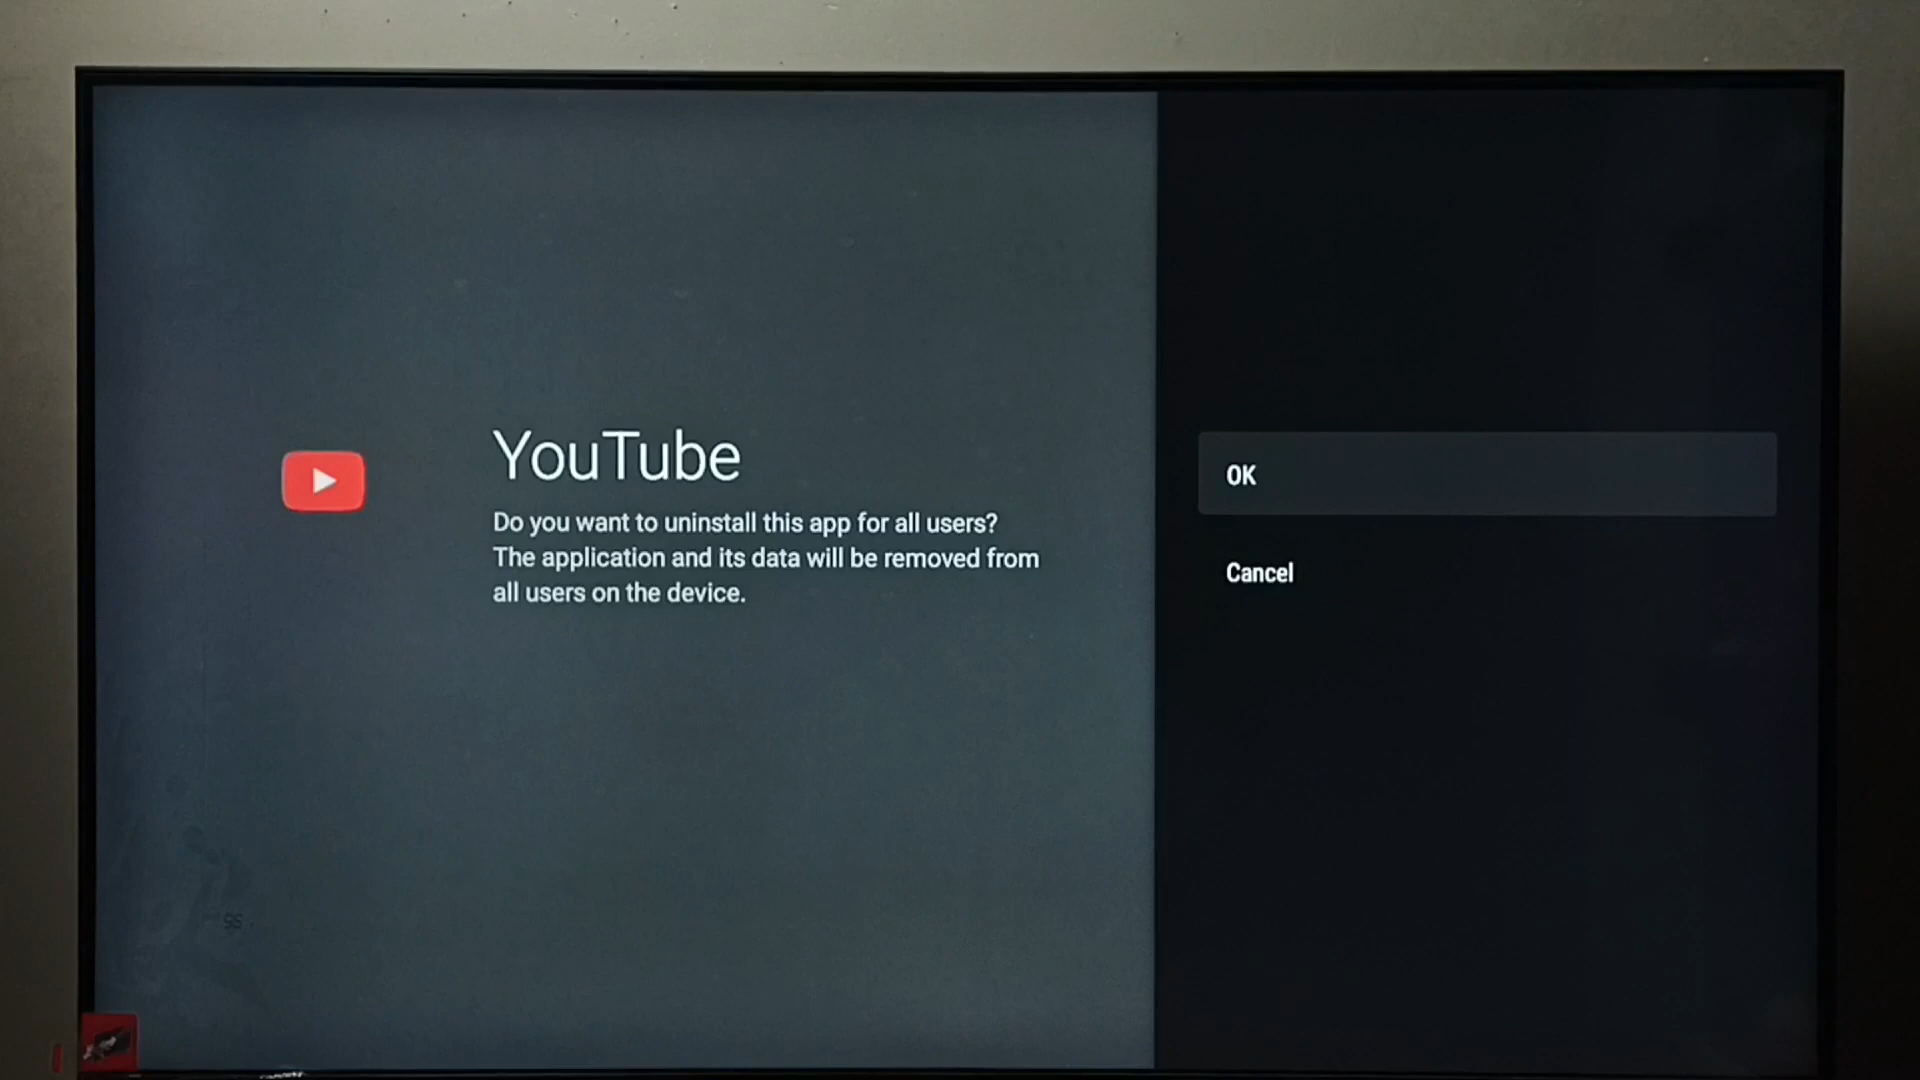 YouTube
Do you want to uninstall this app for all users?
The application and its data will be removed from
all users on the device.
OK
Cancel